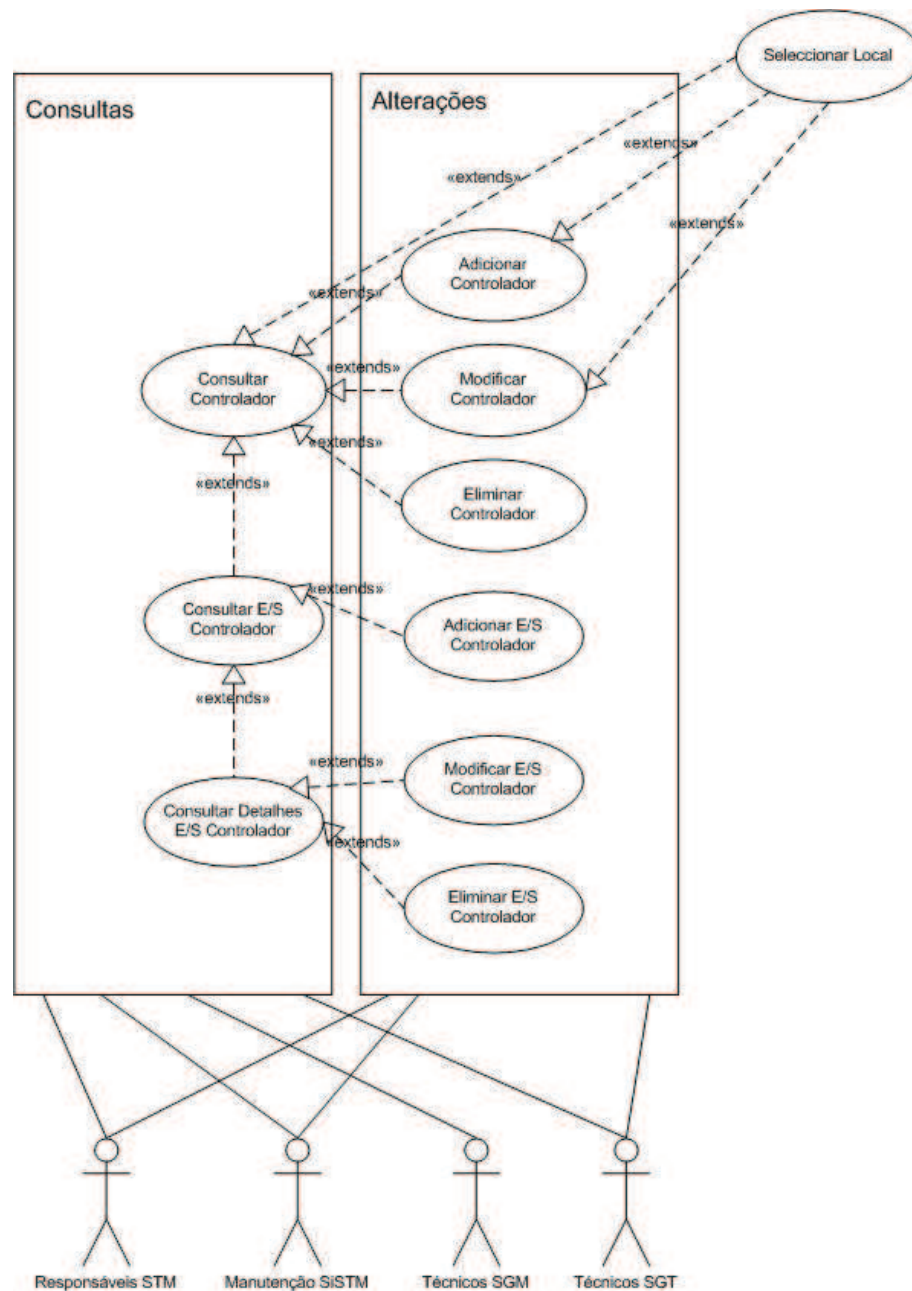 Seleccionar Local
Consultas
Alterações
«extends»
«extends»
«extends»
Adicionar
Controlador
«extends»
Consultar
Controlador
«extends»
Modificar
Controlador
«extends»
Eliminar
Controlador
«extends»
Consultar E/S
Controlador
«extends»
Adicionar E/S
Controlador
«extends»
Modificar E/S
Controlador
«extends»
Consultar Detalhes
E/S Controlador
«extends»
Eliminar E/S
Controlador
Responsáveis STM
Manutenção SiSTM
Técnicos SGM
Técnicos SGT